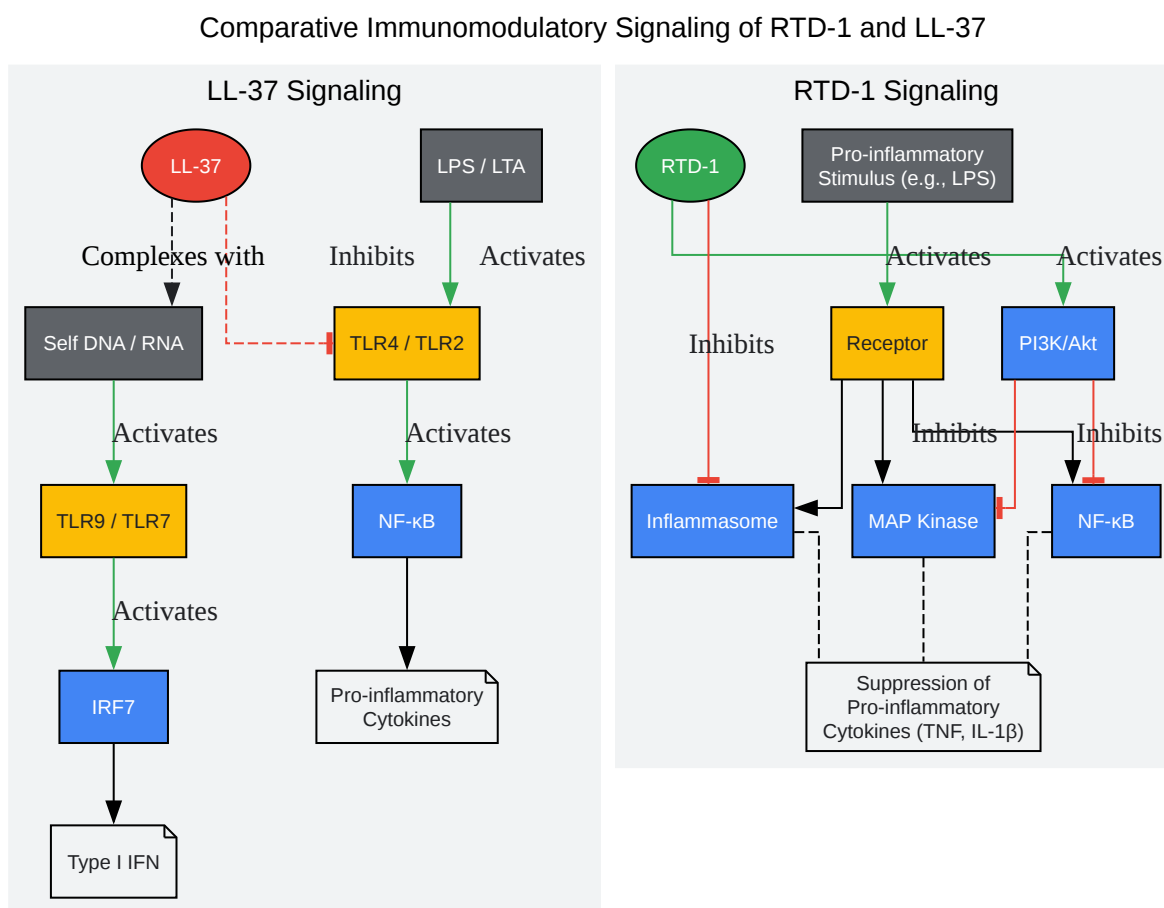 Comparative Immunomodulatory Signaling of RTD-1 and LL-37
LL-37 Signaling
LL-37
LPS / LTA
Complexes with
Inhibits
Activates
Self DNA / RNA
TLR4 / TLR2
Activates
Activates
TLR9 / TLR7
NF-κB
Activates
IRF7
Pro-inflammatory
Cytokines
Type I IFN
RTD-1 Signaling
RTD-1
Pro-inflammatory
Stimulus (e.g., LPS)
Activates
Activates
Inhibits
Receptor
PI3K/Akt
Inhibits
Inhibits
Inflammasome
MAP Kinase
NF-κB
Suppression of
Pro-inflammatory
Cytokines (TNF, IL-1β)